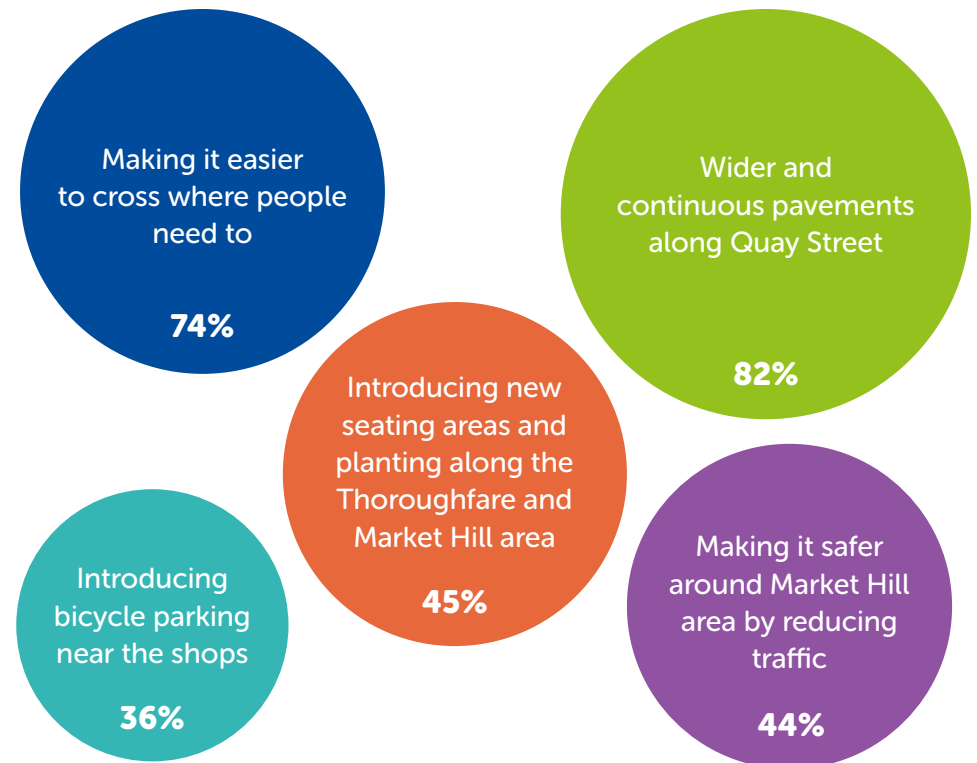 Making it easier
to cross where people
need to
74%
Wider and
continuous pavements
along Quay Street
82%
Introducing new
seating areas and
planting along the
Thoroughfare and
Market Hill area
45%
Introducing
bicycle parking
near the shops
36%
Making it safer
around Market Hill
area by reducing
traffic
44%